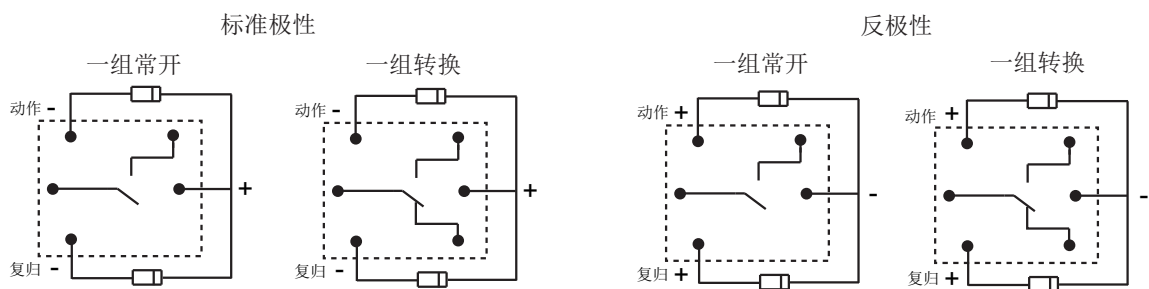 标准极性
反极性
一组常开
一组转换
一组常开
一组转换
动作 -
动作 -
动作 +
动作 +
+
+
-
-
复归 -
复归 -
复归 +
复归 +